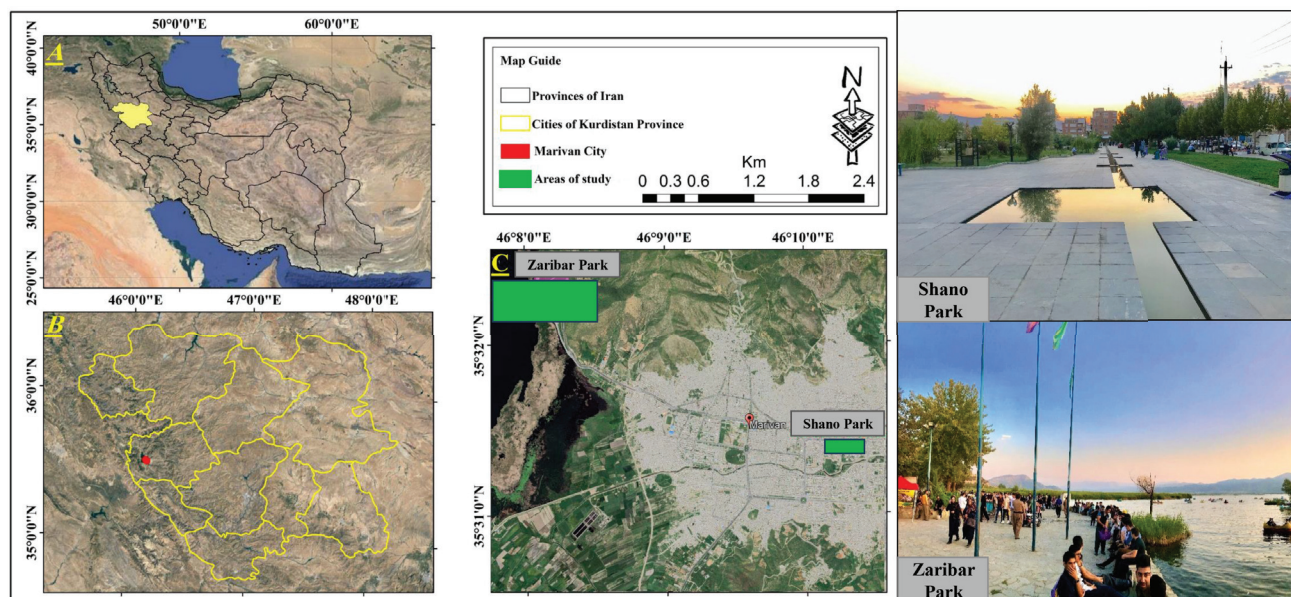 50°0'0"E
60°0'0"E
40°0'0"N
35°0'0"N
30°0'0"N
25°0'0"N
A
46°0'0"E
47°0'0"E
48°0'0"E
36°0'0"N
35°0'0"N
B
Map Guide
Provinces of Iran
Cities of Kurdistan Province
Marivan City
Areas of study
N
Km
0 0.3 0.6 1.2 1.8 2.4
46°8'0"E
46°9'0"E
46°10'0"E
35°32'0"N
35°31'0"N
C
Zaribar Park
Marivan
Shano Park
Shano
Park
Zaribar
Park